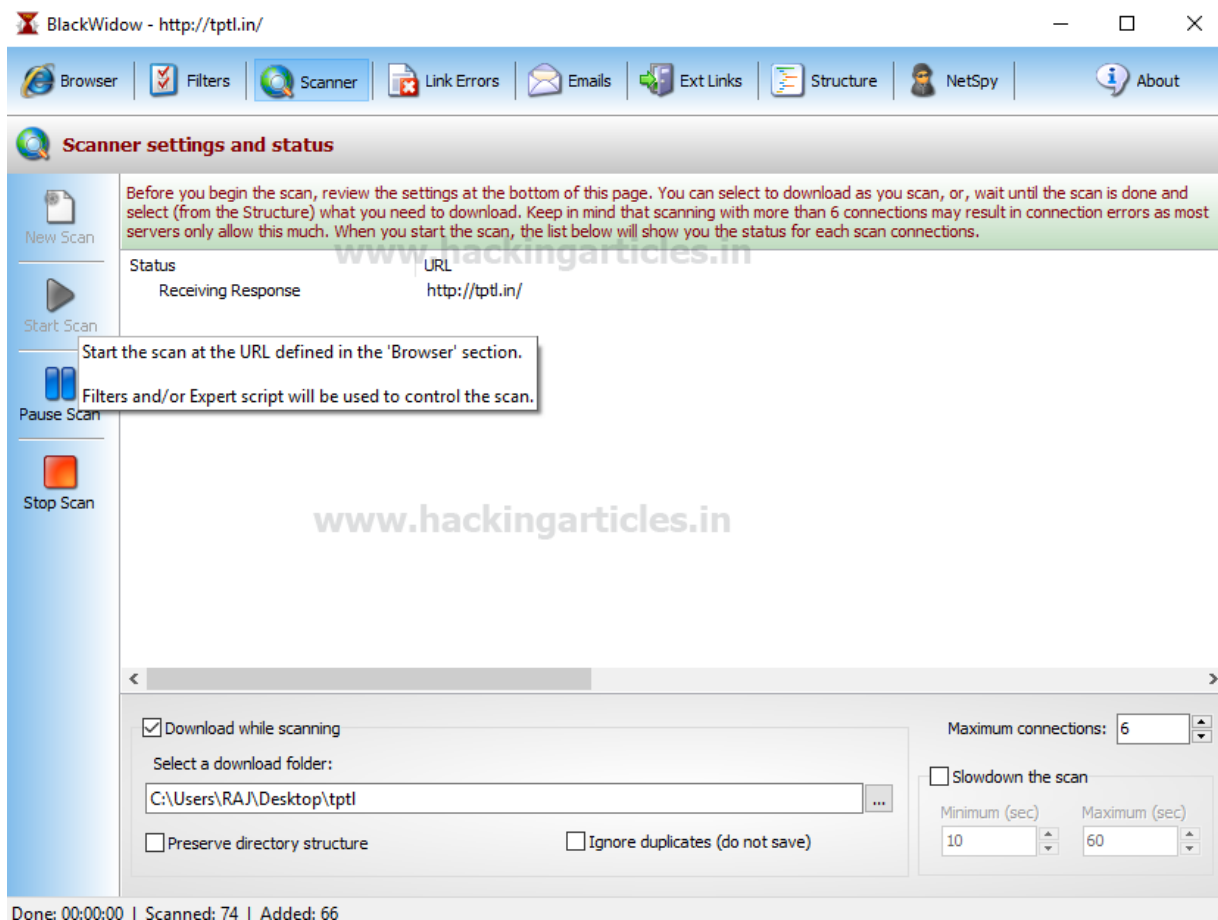 BlackWidow - http://tptl.in/
Browser
Filters
Scanner
Link Errors
Emails
Ext Links
Structure
NetSpy
About
Scanner settings and status
New Scan
Start Scan
Pause Scan
Stop Scan
Before you begin the scan, review the settings at the bottom of this page. You can select to download as you scan, or, wait until the scan is done and
select (from the Structure) what you need to download. Keep in mind that scanning with more than 6 connections may result in connection errors as most
servers only allow this much. When you start the scan, the list below will show you the status for each scan connections.
www.hackingarticles.in
Status URL
Receiving Response http://tptl.in/
Start the scan at the URL defined in the 'Browser' section.
Filters and/or Expert script will be used to control the scan.
www.hackingarticles.in
Download while scanning
Select a download folder:
C:\Users\RAJ\Desktop\tptl
...
Preserve directory structure
Ignore duplicates (do not save)
Maximum connections: 6
Slowdown the scan
Minimum (sec) Maximum (sec)
10 60
Done: 00:00:00 | Scanned: 74 | Added: 66